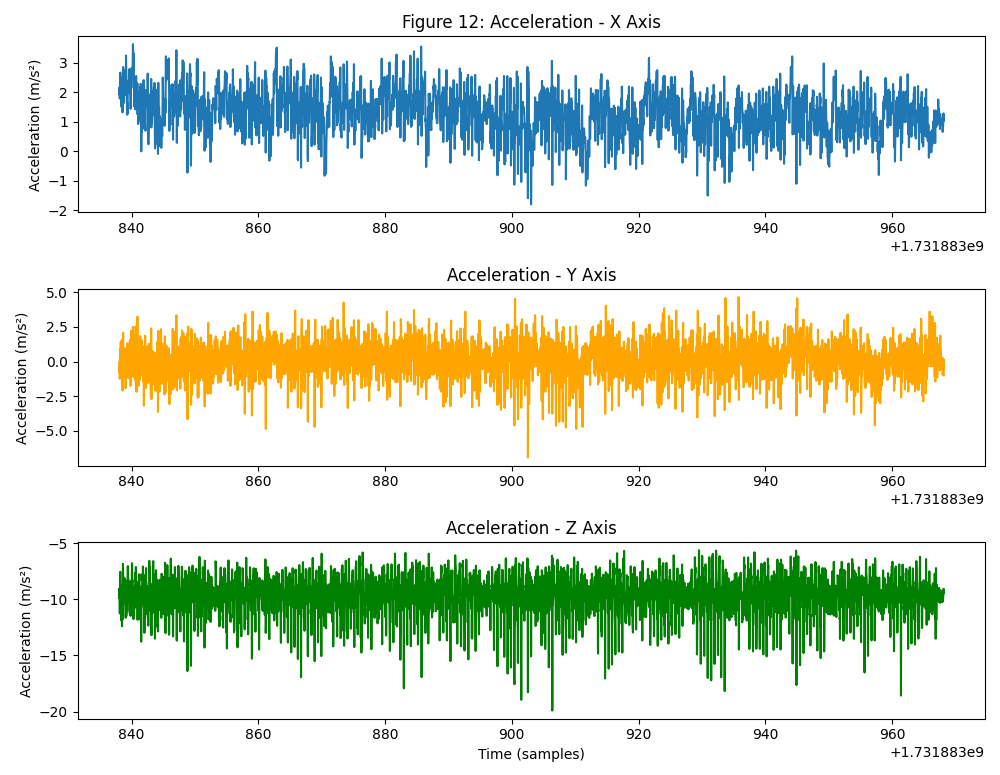 Figure 12: Acceleration - X Axis
Acceleration (m/s²)
3
2
1
0
−1
−2
840 860 880 900 920 940 960
+1.731883e9
Acceleration - Y Axis
Acceleration (m/s²)
5.0
2.5
0.0
−2.5
−5.0
840 860 880 900 920 940 960
+1.731883e9
Acceleration - Z Axis
Acceleration (m/s²)
−5
−10
−15
−20
840 860 880 900 920 940 960
Time (samples)
+1.731883e9